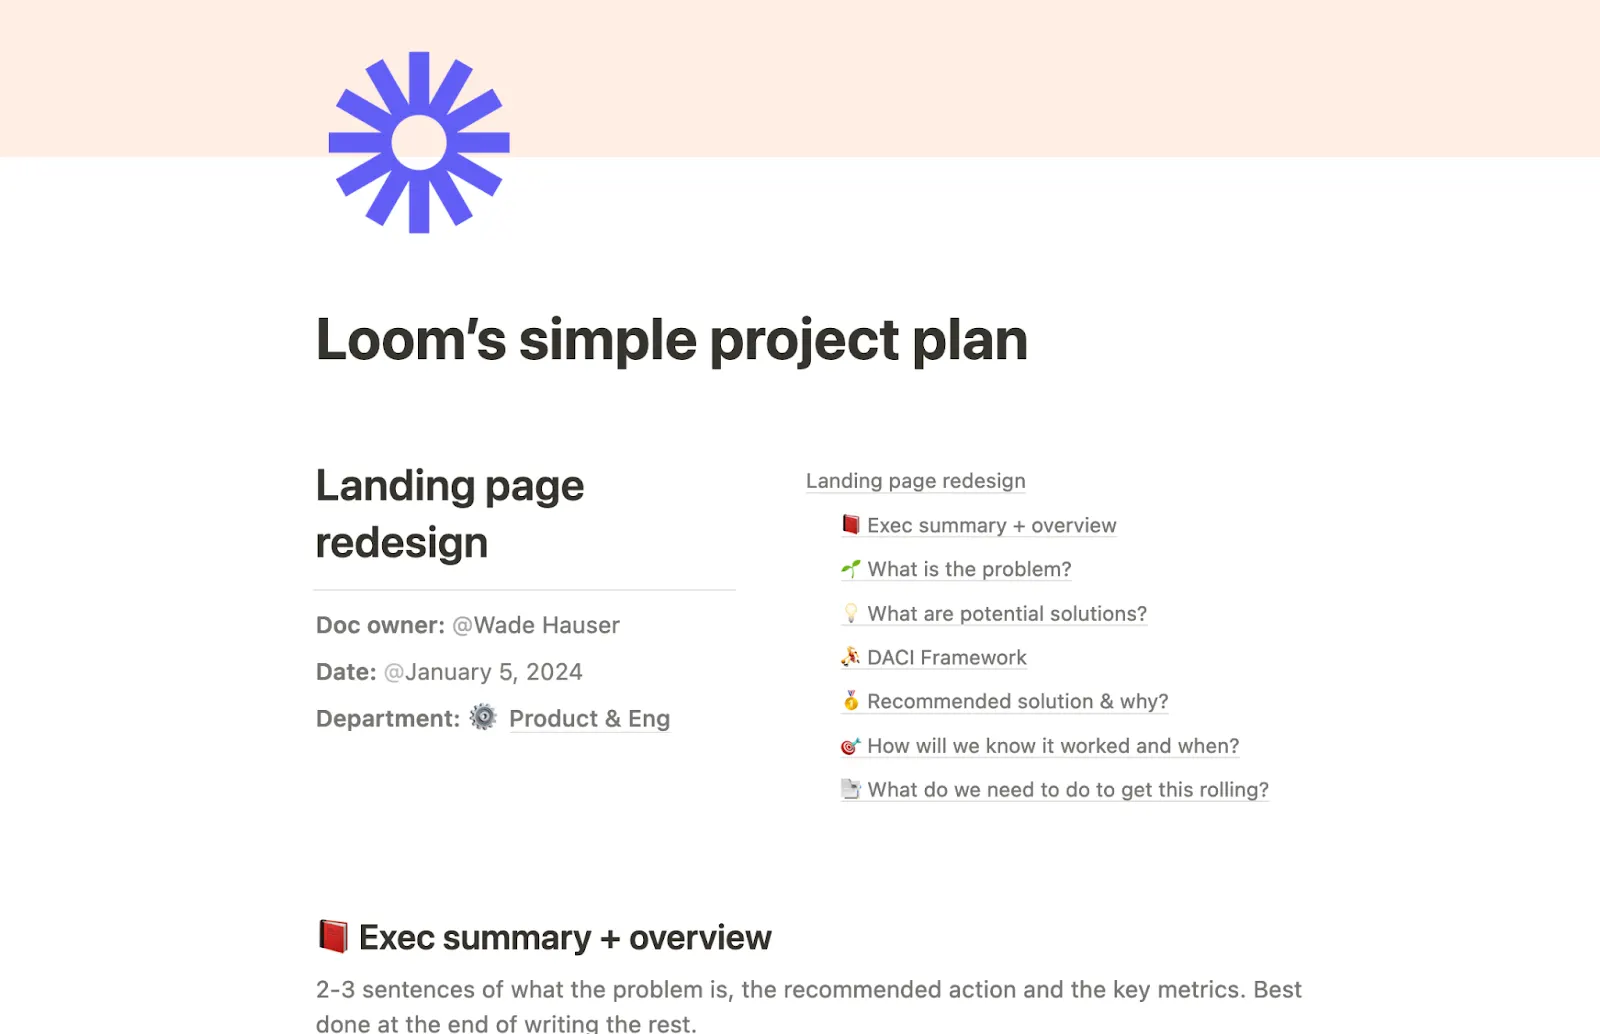 Loom’s simple project plan
Landing page
redesign
Doc owner: @Wade Hauser
Date: @January 5, 2024
Department: Product & Eng
Landing page redesign
Exec summary + overview
What is the problem?
What are potential solutions?
DACI Framework
Recommended solution & why?
How will we know it worked and when?
What do we need to do to get this rolling?
Exec summary + overview
2-3 sentences of what the problem is, the recommended action and the key metrics. Best
done at the end of writing the rest.